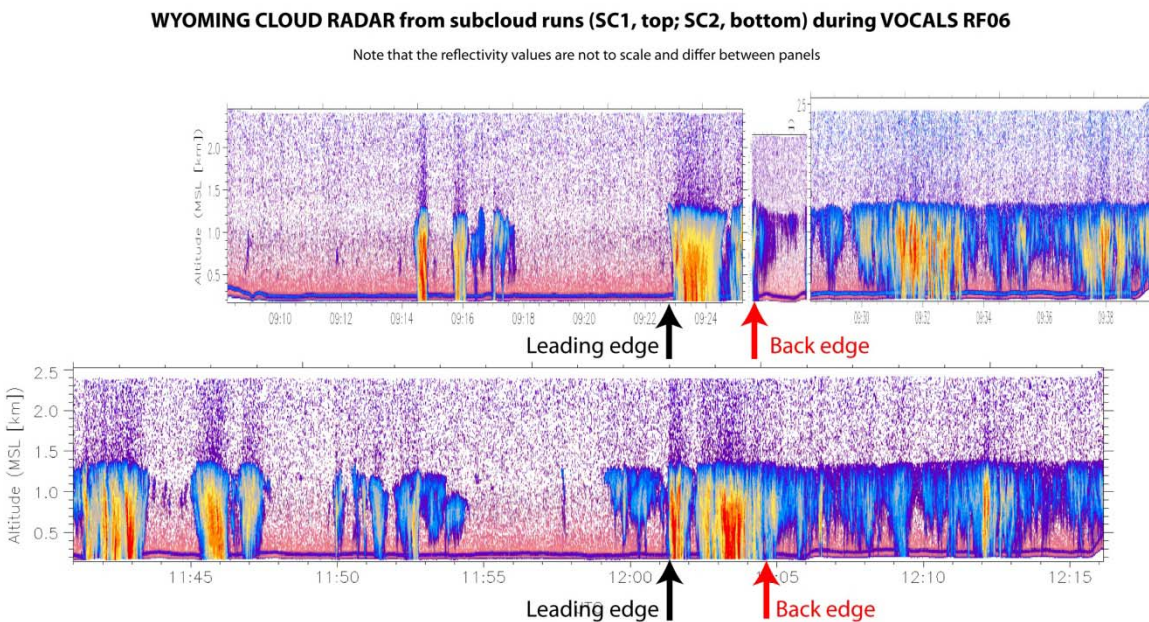 WYOMING CLOUD RADAR from subcloud runs (SC1, top; SC2, bottom) during VOCALS RF06
Note that the reflectivity values are not to scale and differ between panels
Altitude (MSL [km])
2.0
1.0
0.5
25
09:10 09:12 09:14 09:16 09:18 09:20 09:22 09:24 09:30 09:32 09:34 09:36 09:38
Leading edge
Back edge
Altitude (MSL [km])
2.5
2.0
1.5
1.0
0.5
11:45 11:50 11:55 12:00 :05 12:10 12:15
Leading edge
Back edge